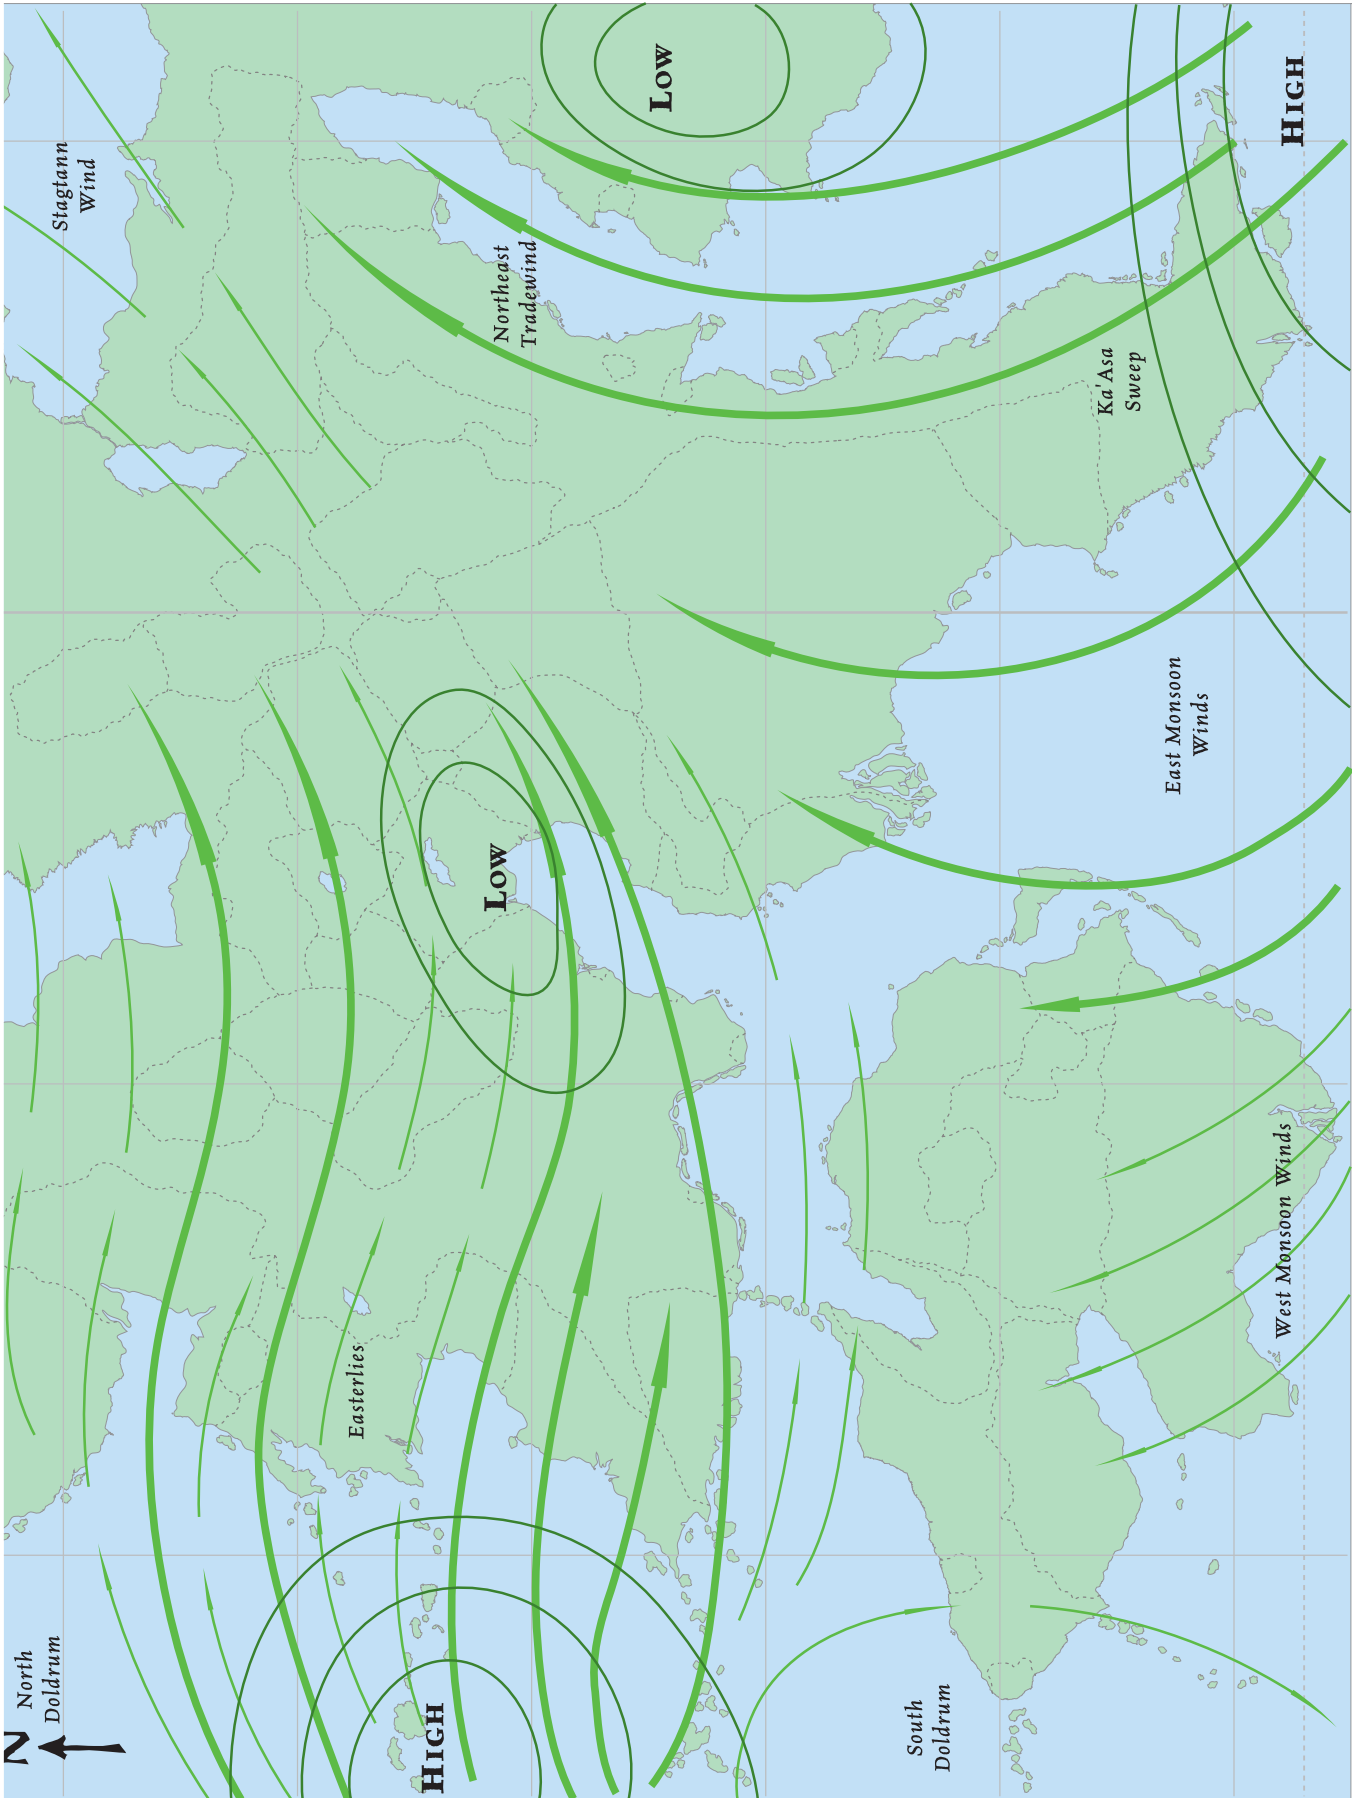 Stagtann
Wind
Low
HIGH
Northeast
Tradewind
Ka'Asa
Sweep
East Monsoon
Winds
Low
Easterlies
West Monsoon Winds
North
Doldrum
N
HIGH
South
Doldrum